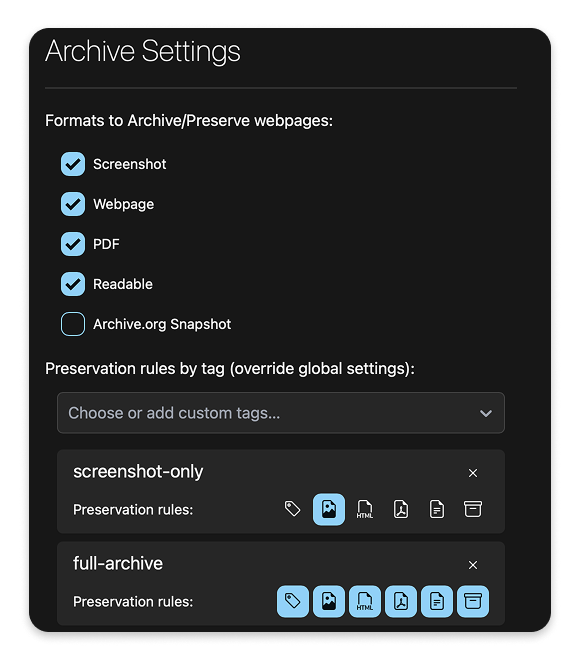 Archive Settings
Formats to Archive/Preserve webpages:
Screenshot
Webpage
PDF
Readable
Archive.org Snapshot
Preservation rules by tag (override global settings):
Choose or add custom tags...
screenshot-only
Preservation rules:
HTML
full-archive
Preservation rules:
HTML